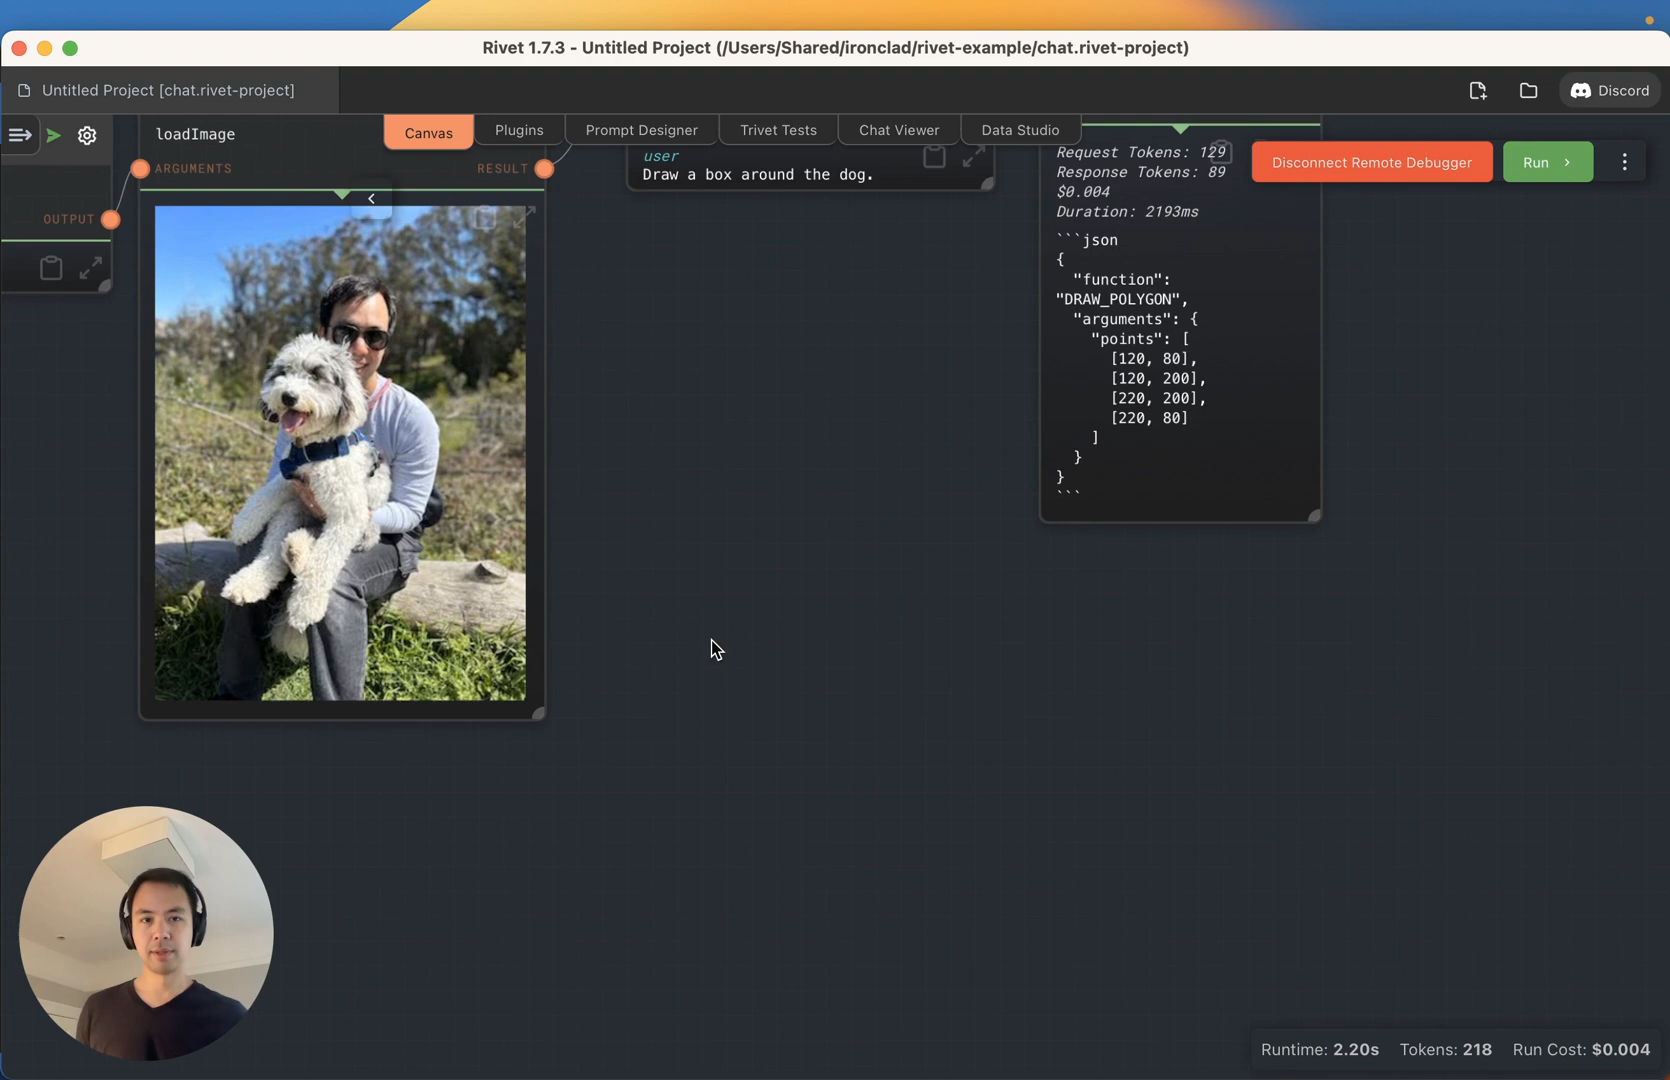 Rivet 1.7.3 - Untitled Project (/Users/Shared/ironclad/rivet-example/chat.rivet-project)
Untitled Project [chat.rivet-project]
Discord
loadImage
Canvas
Plugins
Prompt Designer
Trivet Tests
Chat Viewer
Data Studio
ARGUMENTS
RESULT
OUTPUT
user
Draw a box around the dog.
Request Tokens: 129
Response Tokens: 89
$0.004
Duration: 2193ms
```json
{
"function":
"DRAW_POLYGON",
"arguments": {
"points": [
[120, 80],
[120, 200],
[220, 200],
[220, 80]
]
}
}
```
Disconnect Remote Debugger
Run
Runtime: 2.20s Tokens: 218 Run Cost: $0.004